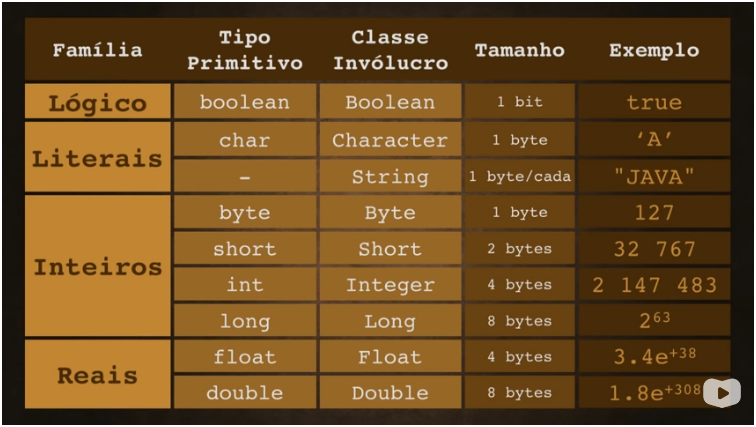 Família Tipo Primitivo Classe Invólucro Tamanho Exemplo
Lógico boolean Boolean 1 bit true
Literais char Character 1 byte ‘A’
– String 1 byte/cada "JAVA"
Inteiros byte Byte 1 byte 127
short Short 2 bytes 32 767
int Integer 4 bytes 2 147 483
long Long 8 bytes 2⁶³
Reais float Float 4 bytes 3.4e⁺³⁸
double Double 8 bytes 1.8e⁺³⁰⁸